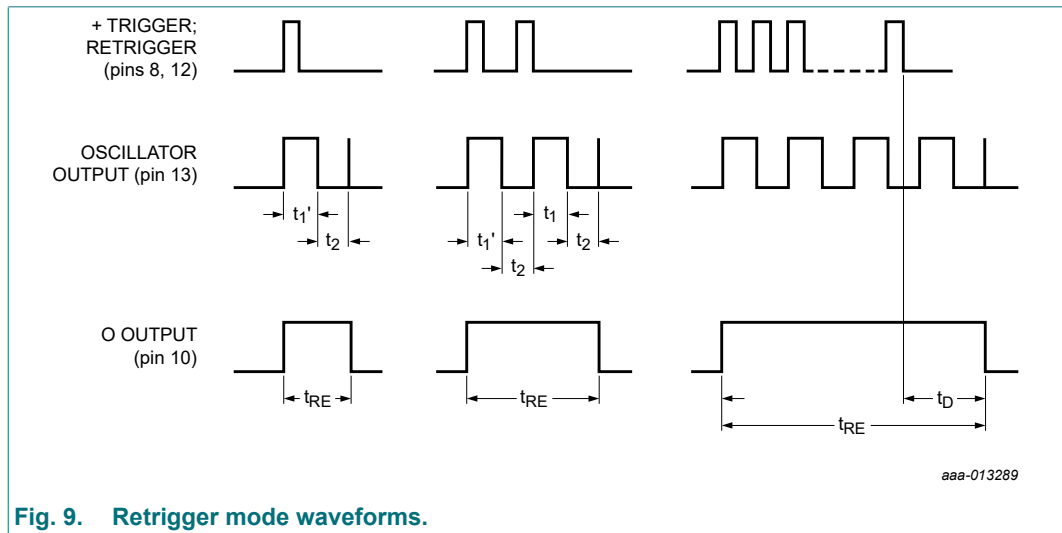 + TRIGGER;
RETRIGGER
(pins 8, 12)
OSCILLATOR
OUTPUT (pin 13)
t1'
t1
t2
t1'
t2
t2
O OUTPUT
(pin 10)
tRE
tRE
tD
tRE
aaa-013289
Fig. 9. Retrigger mode waveforms.